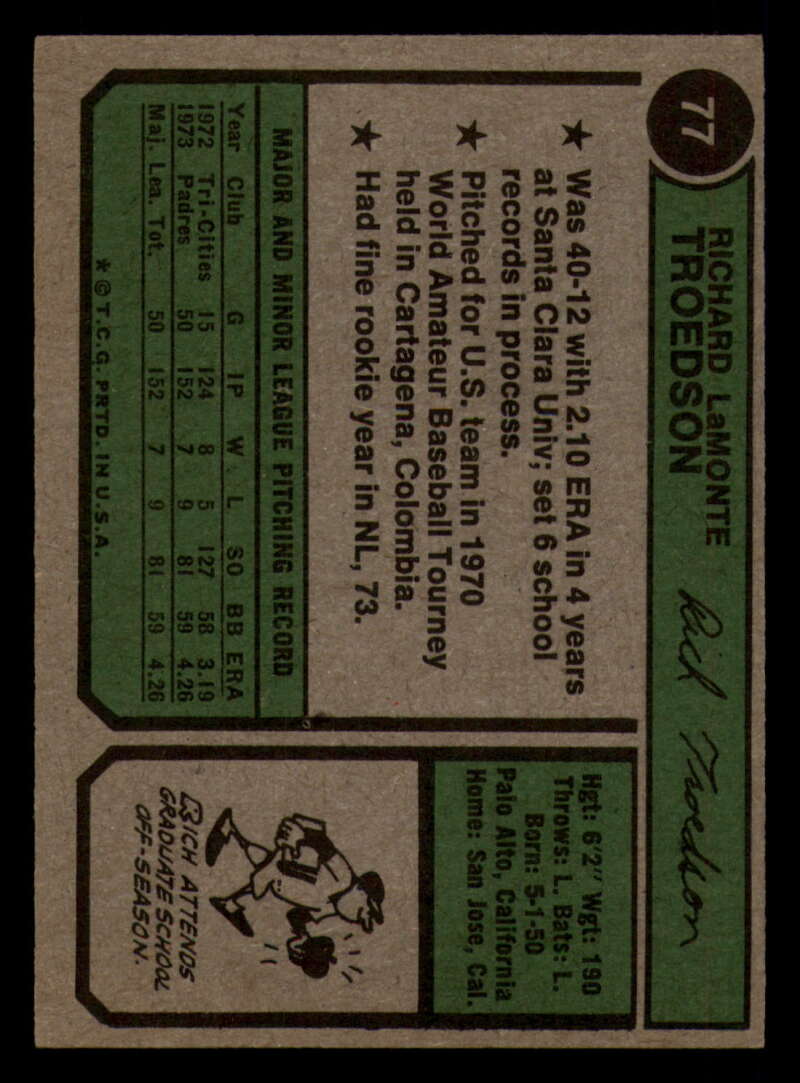 77
RICHARD LaMONTE
TROEDSON
Rich Troedson
★ Was 40-12 with 2.10 ERA in 4 years
at Santa Clara Univ; set 6 school
records in process.
★ Pitched for U.S. team in 1970
World Amateur Baseball Tourney
held in Cartagena, Colombia.
★ Had fine rookie year in NL, 73.
MAJOR AND MINOR LEAGUE PITCHING RECORD
Year Club G IP W L SO BB ERA
1972 Tri-Cities 15 124 8 5 127 58 3.19
1973 Padres 50 152 7 9 81 59 4.26
Maj. Lea. Tot. 50 152 7 9 81 59 4.26
* © T.C.G. PRTD. IN U.S.A.
Hgt: 6'2" Wgt: 190
Throws: L. Bats: L.
Born: 5-1-50
Palo Alto, California
Home: San Jose, Cal.
RICH ATTENDS
GRADUATE SCHOOL
OFF-SEASON.